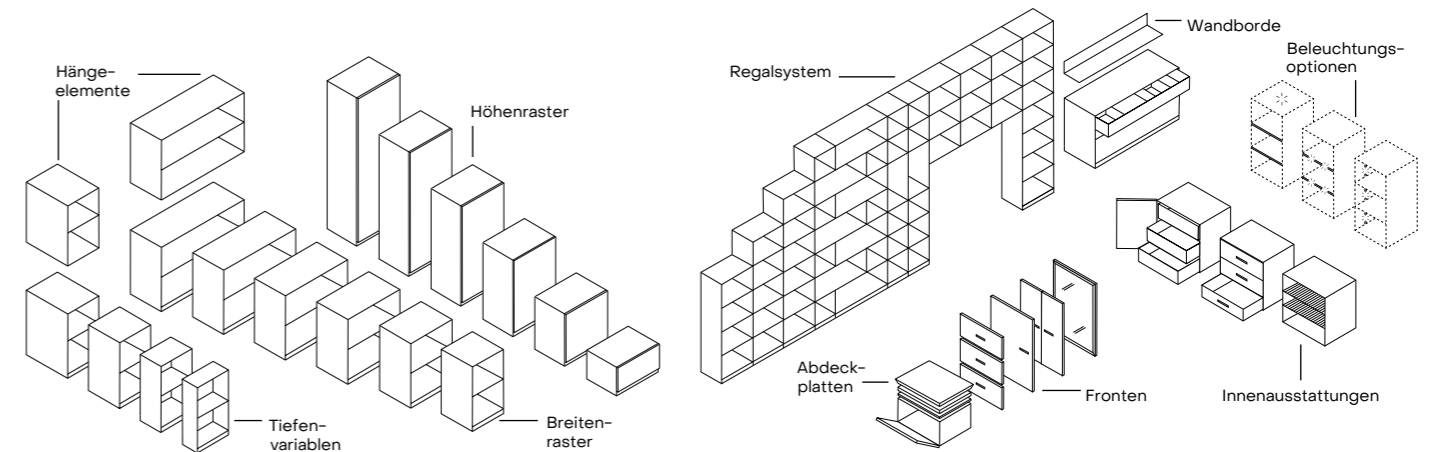 Hänge-
elemente
Höhenraster
Tiefen-
variablen
Breiten-
raster
Regalsystem
Wandborde
Beleuchtungs-
optionen
Abdeck-
platten
Fronten
Innenausstattungen